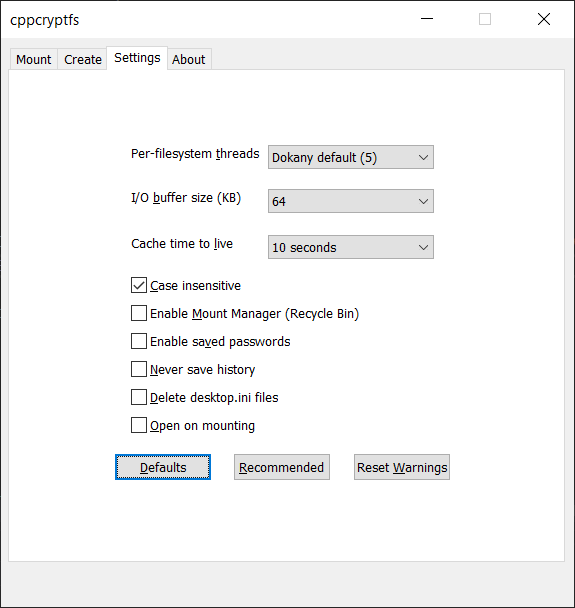 cppcryptfs
Mount Create Settings About
Per-filesystem threads Dokany default (5)
I/O buffer size (KB) 64
Cache time to live 10 seconds
Case insensitive
Enable Mount Manager (Recycle Bin)
Enable saved passwords
Never save history
Delete desktop.ini files
Open on mounting
Defaults Recommended Reset Warnings